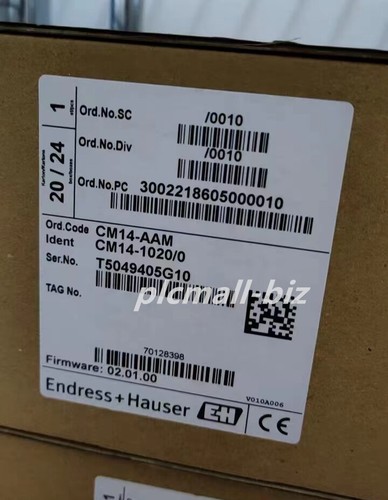 1
20 / 24
Ord.No.SC /0010
Ord.No.Div /0010
Ord.No.PC 3002218605000010
Ord.Code CM14-AAM
Ident CM14-1020/0
Ser.No. T5049405G10
TAG No.
plcmall.biz
70128398
Firmware: 02.01.00
V010A006
Endress+Hauser EH CE
1